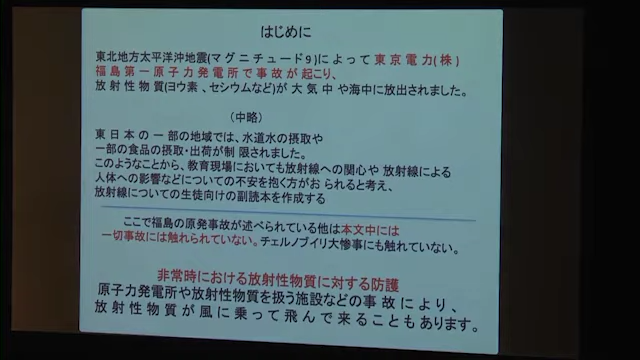 はじめに
東北地方太平洋沖地震(マグニチュード9)によって東京電力(株)
福島第一原子力発電所で事故が起こり、
放射性物質(ヨウ素、セシウムなど)が大気中や海中に放出されました。
（中略）
東日本の一部の地域では、水道水の摂取や
一部の食品の摂取・出荷が制限されました。
このようなことから、教育現場においても放射線への関心や放射線による
人体への影響などについての不安を抱く方がおられると考え、
放射線についての生徒向けの副読本を作成する
ここで福島の原発事故が述べられている他は本文中には
一切事故には触れられていない。チェルノブイリ大惨事にも触れていない。
非常時における放射性物質に対する防護
原子力発電所や放射性物質を扱う施設などの事故により、
放射性物質が風に乗って飛んで来ることもあります。